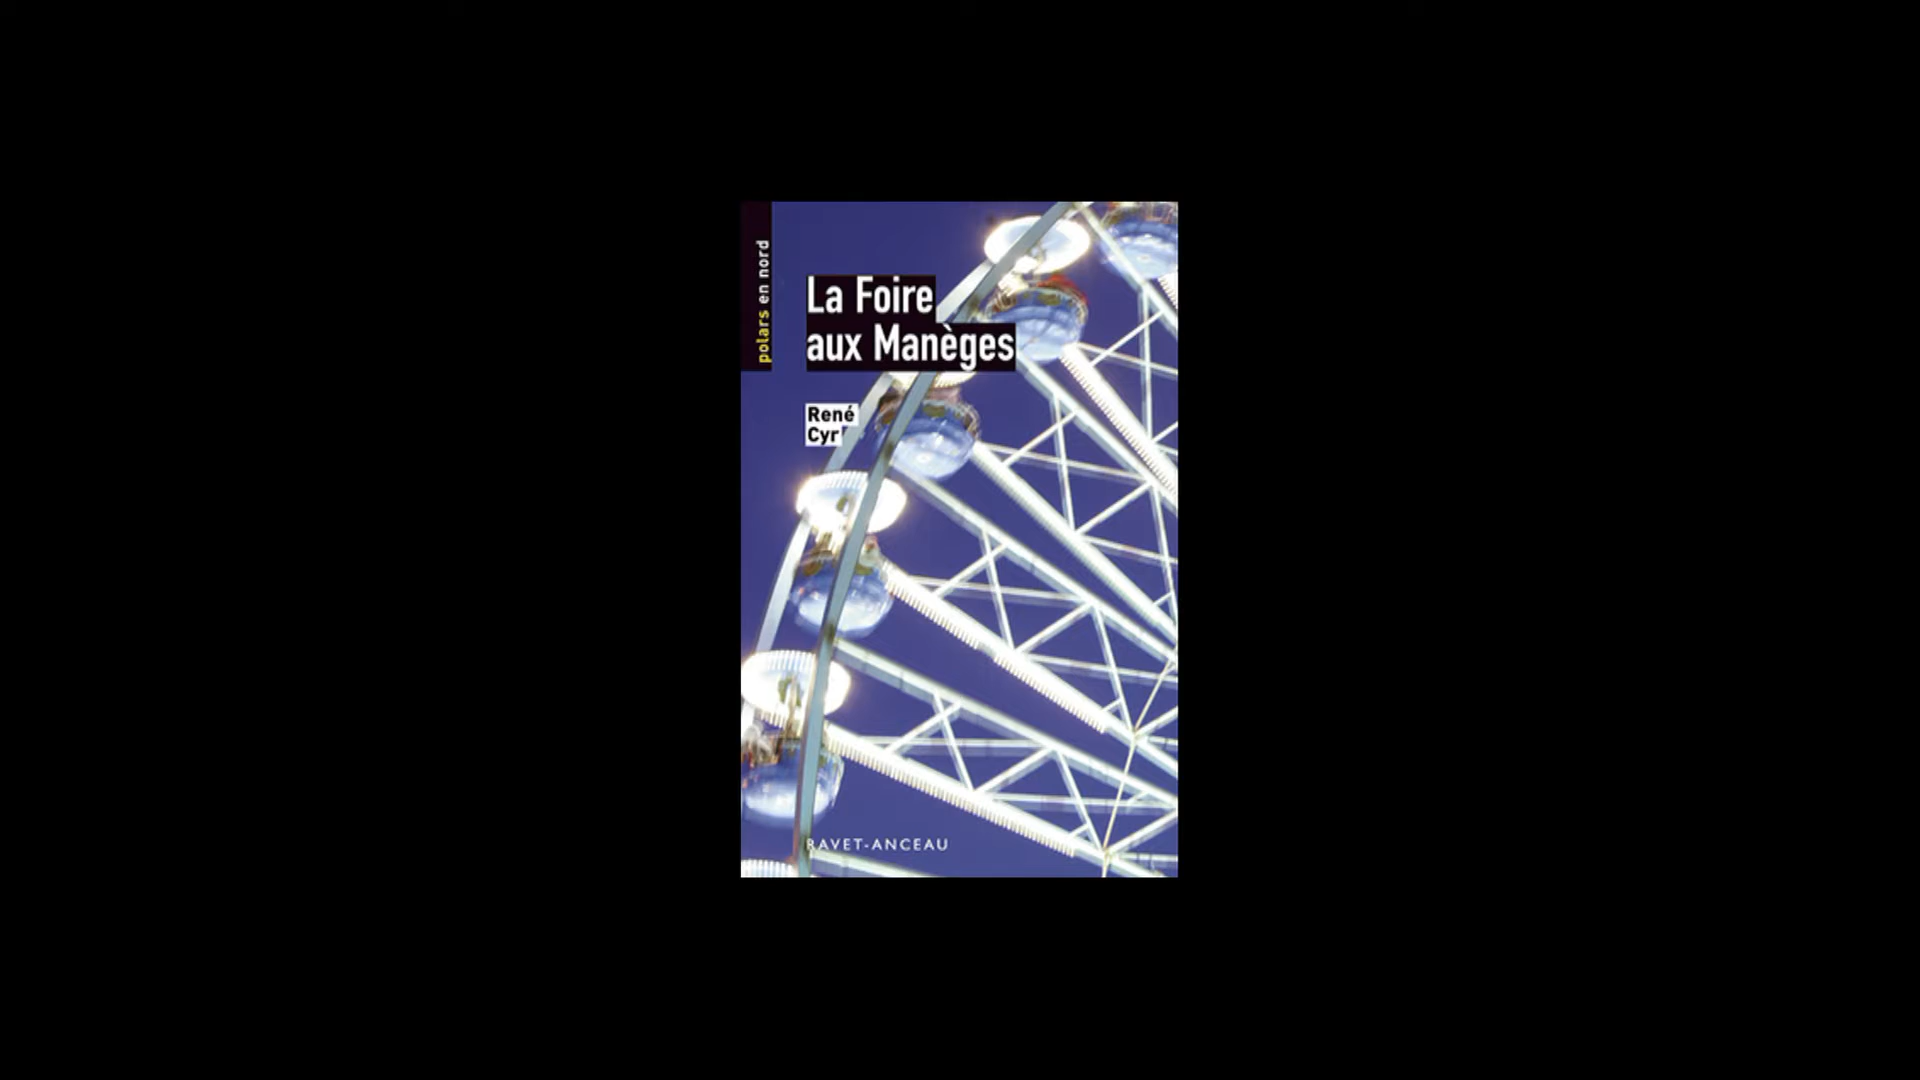 polars en nord
La Foire
aux Manèges
René
Cyr
RAVET-ANCEAU